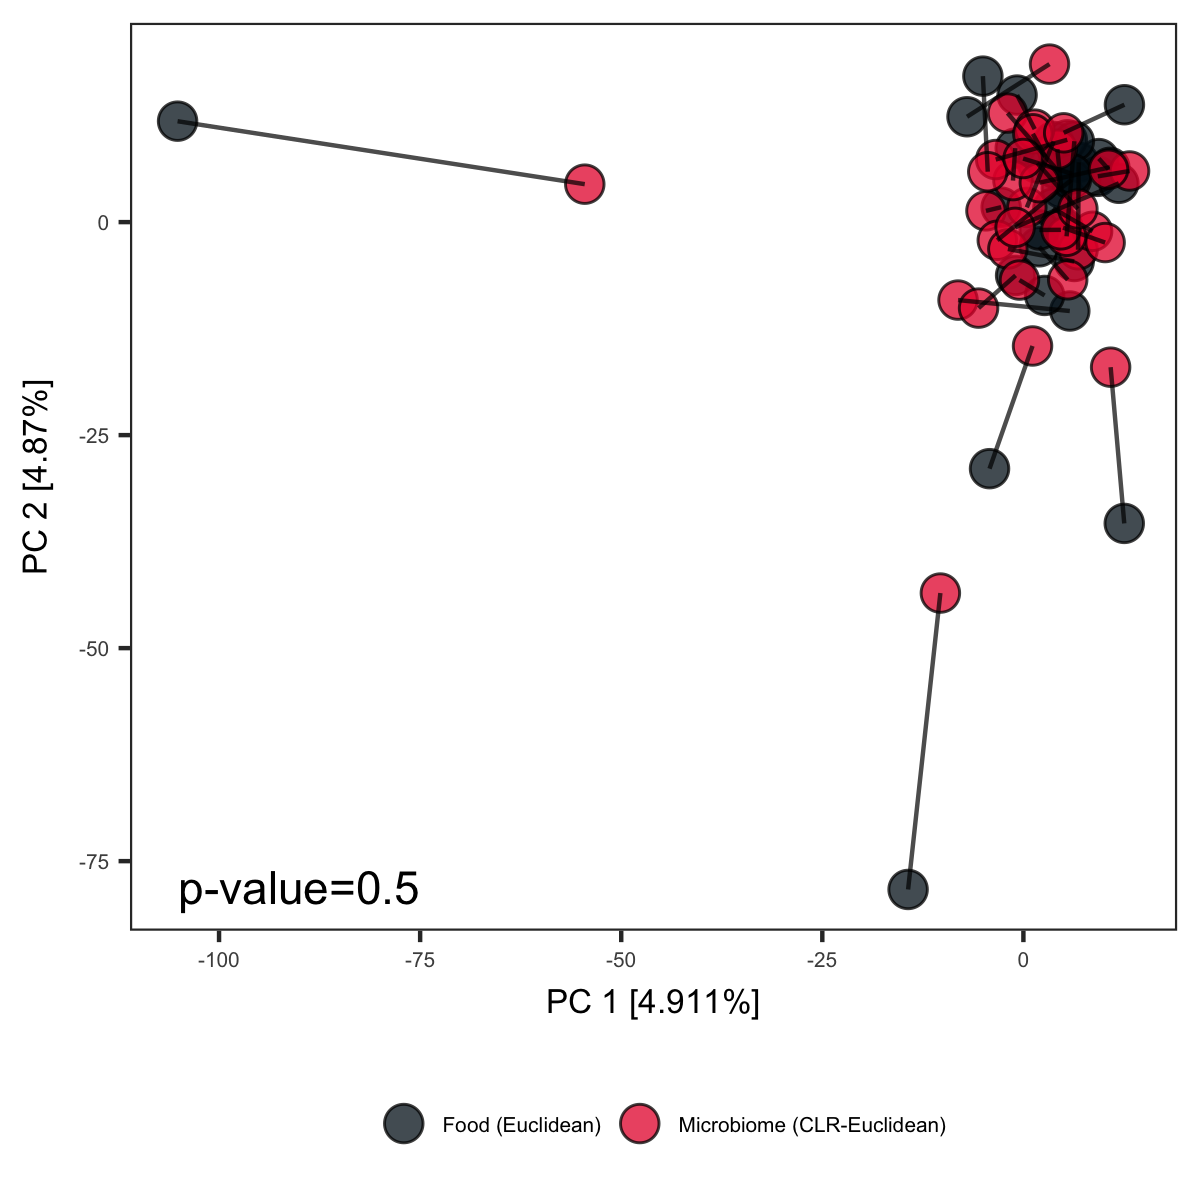 0
-25
-50
-75
PC 2 [4.87%]
p-value=0.5
-100 -75 -50 -25 0
PC 1 [4.911%]
Food (Euclidean) Microbiome (CLR-Euclidean)